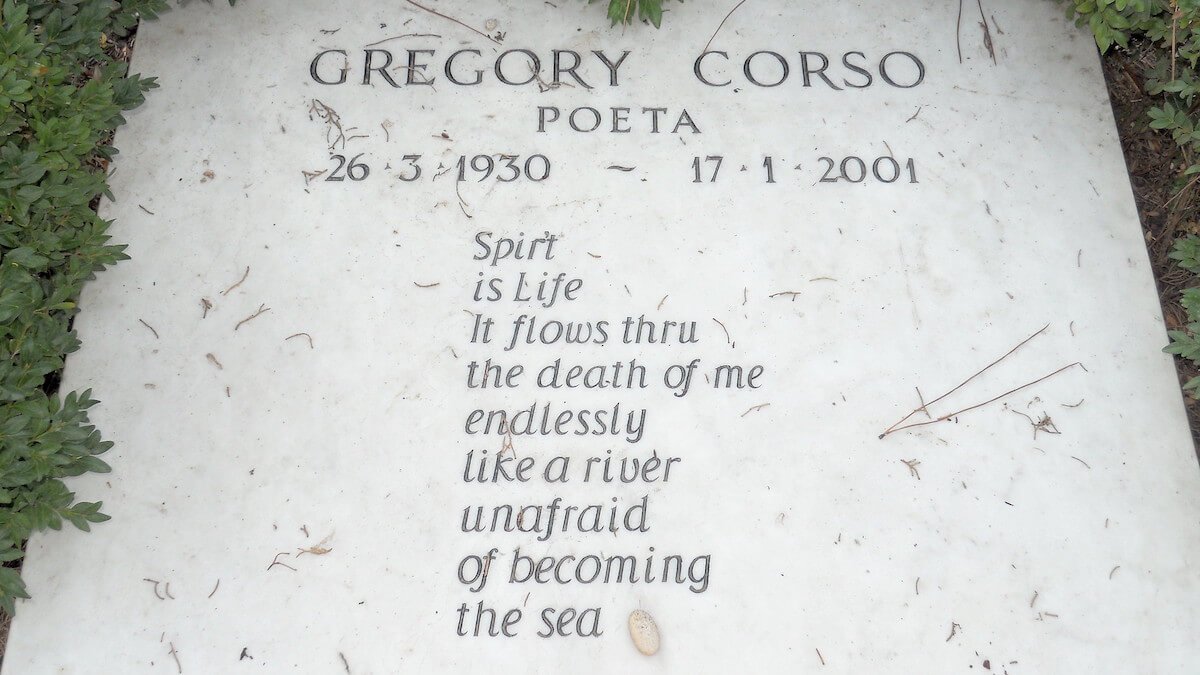 GREGORY CORSO
POETA
26·3·1930 ~ 17·1·2001
Spir't
is Life
It flows thru
the death of me
endlessly
like a river
unafraid
of becoming
the sea